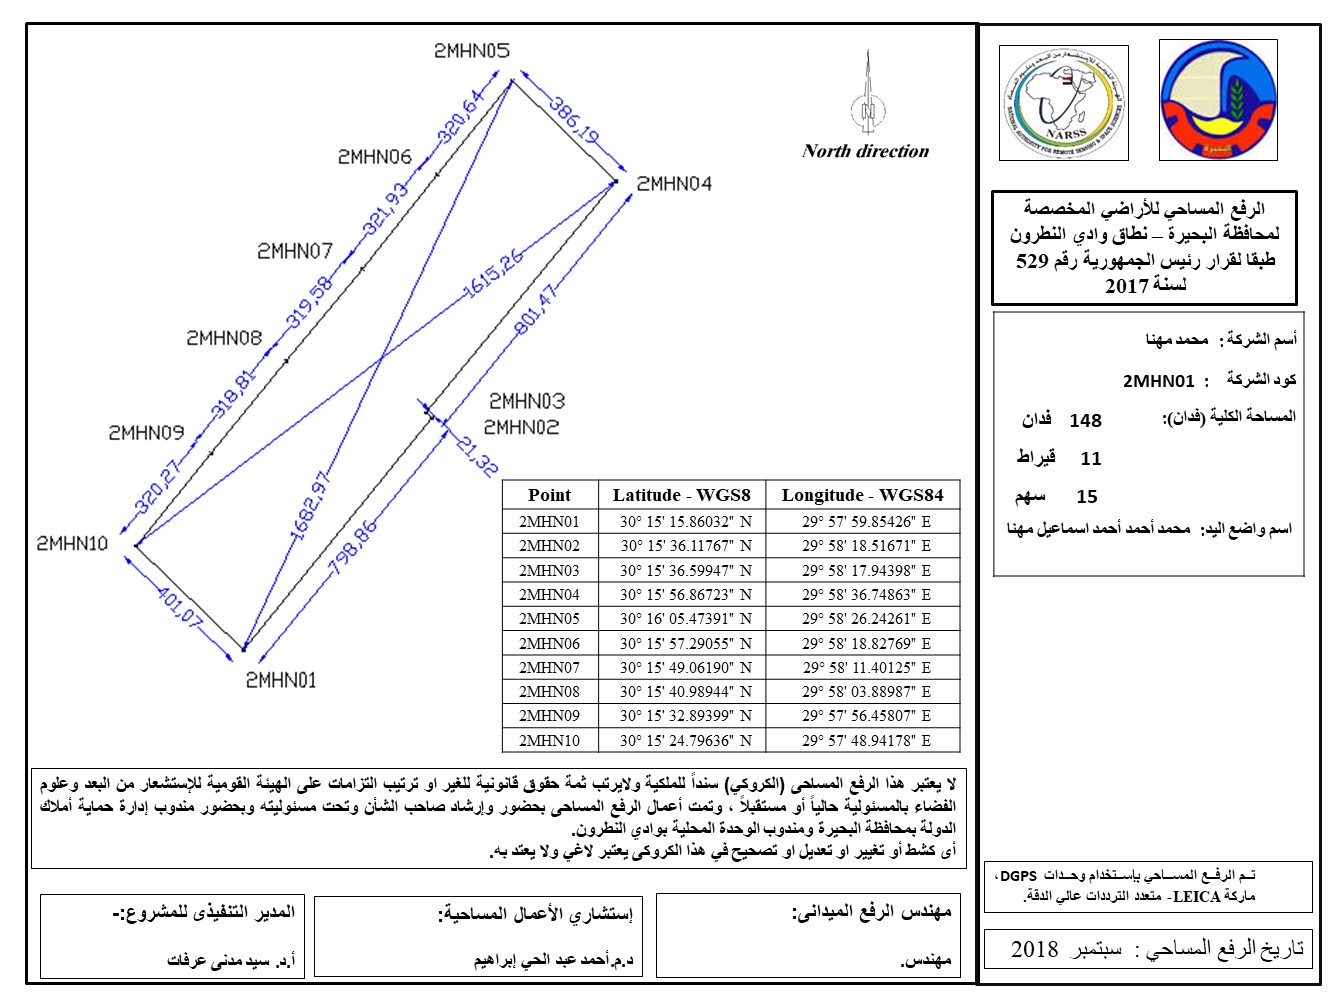 2MHN05
320,64
386,19
2MHN06
2MHN04
321,93
2MHN07
1615,26
319,58
801,47
2MHN08
318,81
2MHN03
2MHN02
2MHN09
21,32
320,27
1682,97
798,86
2MHN10
401,07
2MHN01
N
North direction
Point Latitude - WGS8 Longitude - WGS84
2MHN01 30° 15' 15.86032" N 29° 57' 59.85426" E
2MHN02 30° 15' 36.11767" N 29° 58' 18.51671" E
2MHN03 30° 15' 36.59947" N 29° 58' 17.94398" E
2MHN04 30° 15' 56.86723" N 29° 58' 36.74863" E
2MHN05 30° 16' 05.47391" N 29° 58' 26.24261" E
2MHN06 30° 15' 57.29055" N 29° 58' 18.82769" E
2MHN07 30° 15' 49.06190" N 29° 58' 11.40125" E
2MHN08 30° 15' 40.98944" N 29° 58' 03.88987" E
2MHN09 30° 15' 32.89399" N 29° 57' 56.45807" E
2MHN10 30° 15' 24.79636" N 29° 57' 48.94178" E
NARSS
NATIONAL AUTHORITY FOR REMOTE SENSING & SPACE SCIENCES
البحيرة
الرفع المساحي للأراضي المخصصة
لمحافظة البحيرة – نطاق وادي النطرون
طبقا لقرار رئيس الجمهورية رقم 529
لسنة 2017
أسم الشركة : محمد مهنا
كود الشركة : 2MHN01
المساحة الكلية (فدان): 148 فدان
11 قيراط
15 سهم
اسم واضع اليد: محمد أحمد أحمد اسماعيل مهنا
لا يعتبر هذا الرفع المساحى (الكروكي) سنداً للملكية ولايرتب ثمة حقوق قانونية للغير او ترتيب التزامات على الهيئة القومية للإستشعار من البعد وعلوم
الفضاء بالمسئولية حالياً أو مستقبلاً ، وتمت أعمال الرفع المساحى بحضور وإرشاد صاحب الشأن وتحت مسئوليته وبحضور مندوب إدارة حماية أملاك
الدولة بمحافظة البحيرة ومندوب الوحدة المحلية بوادي النطرون.
أى كشط أو تغيير او تعديل او تصحيح في هذا الكروكى يعتبر لاغي ولا يعتد به.
تـم الرفـع المســاحي بإسـتخدام وحـدات DGPS،
ماركة LEICA- متعدد الترددات عالي الدقة.
مهندس الرفع الميدانى:
مهندس.
إستشاري الأعمال المساحية:
د.م.أحمد عبد الحي إبراهيم
المدير التنفيذى للمشروع:-
أ.د. سيد مدنى عرفات
تاريخ الرفع المساحي : سبتمبر 2018